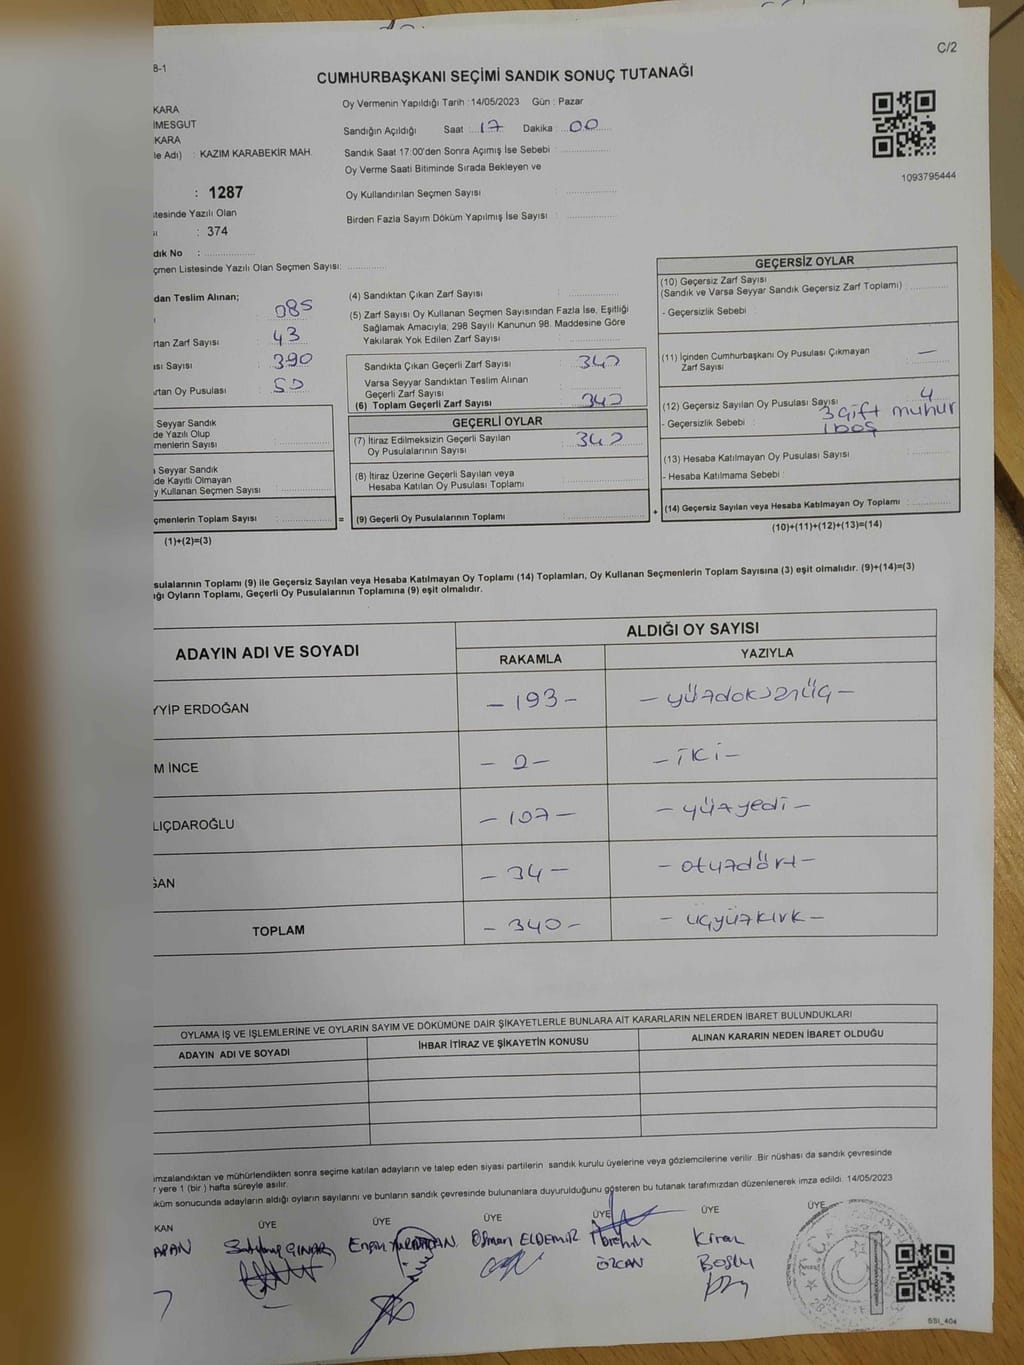 C/2
B-1
CUMHURBAŞKANI SEÇİMİ SANDIK SONUÇ TUTANAĞI
KARA
İMESGUT
KARA
le Adı) : KAZIM KARABEKİR MAH.
Oy Vermenin Yapıldığı Tarih :14/05/2023 Gün : Pazar
Sandığın Açıldığı Saat 17 Dakika 00
Sandık Saat 17:00'den Sonra Açımış İse Sebebi :
Oy Verme Saati Bitiminde Sırada Bekleyen ve
Oy Kullandırılan Seçmen Sayısı :
Birden Fazla Sayım Döküm Yapılmış İse Sayısı :
1093795444
: 1287
tesinde Yazılı Olan
: 374
dık No :
çmen Listesinde Yazılı Olan Seçmen Sayısı:
dan Teslim Alınan;
: 085
rtan Zarf Sayısı : 43
ısı Sayısı : 390
rtan Oy Pusulası : 50
Seyyar Sandık
de Yazılı Olup
menlerin Sayısı :
Seyyar Sandık
de Kayıtlı Olmayan
y Kullanan Seçmen Sayısı :
çmenlerin Toplam Sayısı :
(1)+(2)=(3)
(4) Sandıktan Çıkan Zarf Sayısı :
(5) Zarf Sayısı Oy Kullanan Seçmen Sayısından Fazla İse, Eşitliği
Sağlamak Amacıyla, 298 Sayılı Kanunun 98. Maddesine Göre
Yakılarak Yok Edilen Zarf Sayısı :
Sandıkta Çıkan Geçerli Zarf Sayısı : 340
Varsa Seyyar Sandıktan Teslim Alınan
Geçerli Zarf Sayısı :
(6) Toplam Geçerli Zarf Sayısı : 340
GEÇERLİ OYLAR
(7) İtiraz Edilmeksizin Geçerli Sayılan
Oy Pusulalarının Sayısı : 340
(8) İtiraz Üzerine Geçerli Sayılan veya
Hesaba Katılan Oy Pusulası Toplamı :
= (9) Geçerli Oy Pusulalarının Toplamı : +
GEÇERSİZ OYLAR
(10) Geçersiz Zarf Sayısı
(Sandık ve Varsa Seyyar Sandık Geçersiz Zarf Toplamı) :
- Geçersizlik Sebebi :
(11) İçinden Cumhurbaşkanı Oy Pusulası Çıkmayan
Zarf Sayısı : —
(12) Geçersiz Sayılan Oy Pusulası Sayısı : 4
- Geçersizlik Sebebi : 3 çift mühür
1 boş
(13) Hesaba Katılmayan Oy Pusulası Sayısı :
- Hesaba Katılmama Sebebi :
(14) Geçersiz Sayılan veya Hesaba Katılmayan Oy Toplamı :
(10)+(11)+(12)+(13)=(14)
sulalarının Toplamı (9) ile Geçersiz Sayılan veya Hesaba Katılmayan Oy Toplamı (14) Toplamları, Oy Kullanan Seçmenlerin Toplam Sayısına (3) eşit olmalıdır. (9)+(14)=(3)
ığı Oyların Toplamı, Geçerli Oy Pusulalarının Toplamına (9) eşit olmalıdır.
ADAYIN ADI VE SOYADI
ALDIĞI OY SAYISI
RAKAMLA YAZIYLA
YYİP ERDOĞAN – 193 – – yüzdoksanüç –
M İNCE – 2 – – iki –
LIÇDAROĞLU – 107 – – yüzyedi –
ĞAN – 34 – – otuzdört –
TOPLAM – 340 – – üçyüzkırk –
OYLAMA İŞ VE İŞLEMLERİNE VE OYLARIN SAYIM VE DÖKÜMÜNE DAİR ŞİKAYETLERLE BUNLARA AİT KARARLARIN NELERDEN İBARET BULUNDUKLARI
ADAYIN ADI VE SOYADI İHBAR İTİRAZ VE ŞİKAYETİN KONUSU ALINAN KARARIN NEDEN İBARET OLDUĞU
imzalandıktan ve mühürlendikten sonra seçime katılan adayların ve talep eden siyasi partilerin sandık kurulu üyelerine veya gözlemcilerine verilir .Bir nüshası da sandık çevresinde
r yere 1 (bir ) hafta süreyle asılır.
küm sonucunda adayların aldığı oyların sayılarını ve bunların sandık çevresinde bulunanlara duyurulduğunu gösteren bu tutanak tarafımızdan düzenlenerek imza edildi. 14/05/2023
KAN ÜYE ÜYE ÜYE ÜYE ÜYE ÜYE
ÇINAR Osman ELDEMİR İbrahim
ÖZCAN
T.C.
SSI_404